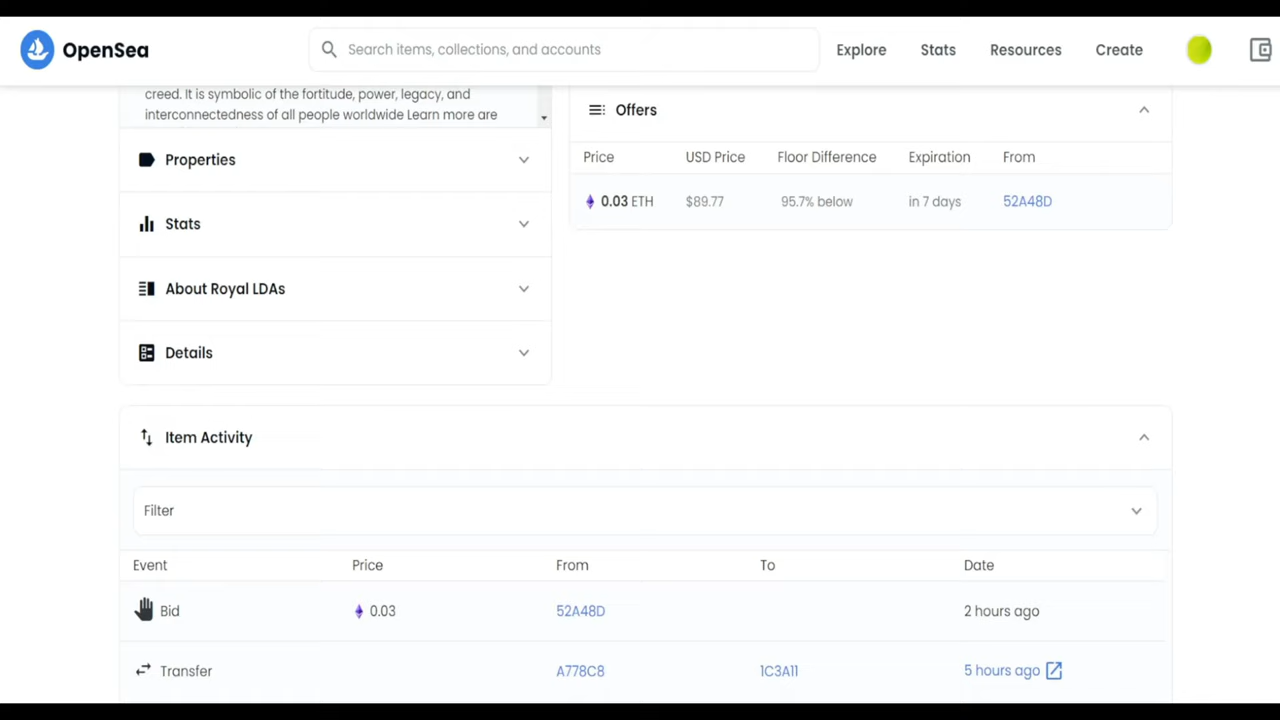 OpenSea
Search items, collections, and accounts
Explore
Stats
Resources
Create
creed. It is symbolic of the fortitude, power, legacy, and
interconnectedness of all people worldwide Learn more are
Properties
Stats
About Royal LDAs
Details
Offers
Price USD Price Floor Difference Expiration From
0.03 ETH $89.77 95.7% below in 7 days 52A48D
Item Activity
Filter
Event Price From To Date
Bid 0.03 52A48D 2 hours ago
Transfer A778C8 1C3A11 5 hours ago